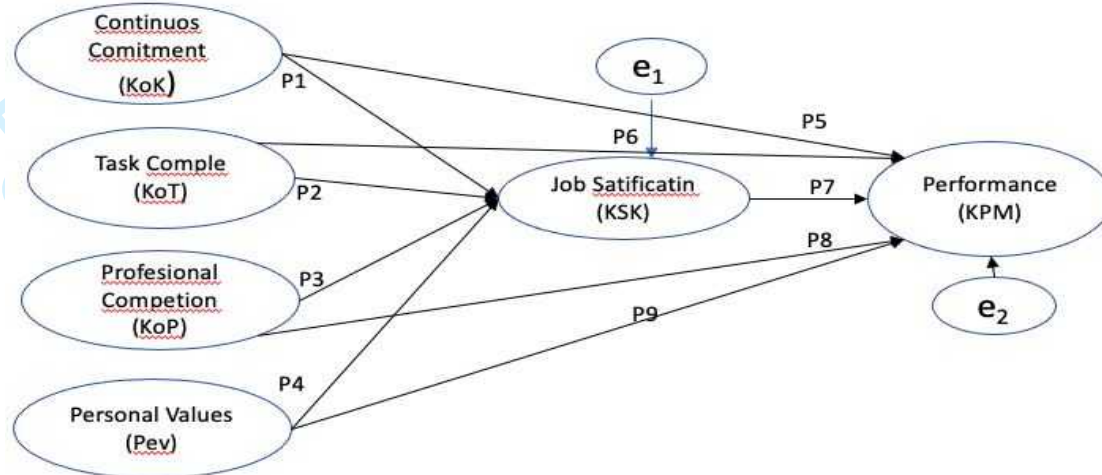 Continuos
Comitment
(KoK)
P1
e1
P5
P6
Task Comple
(KoT)
P2
Job Satificatin
(KSK)
P7
Performance
(KPM)
P8
Profesional
Competion
(KoP)
P3
e2
P9
P4
Personal Values
(Pev)